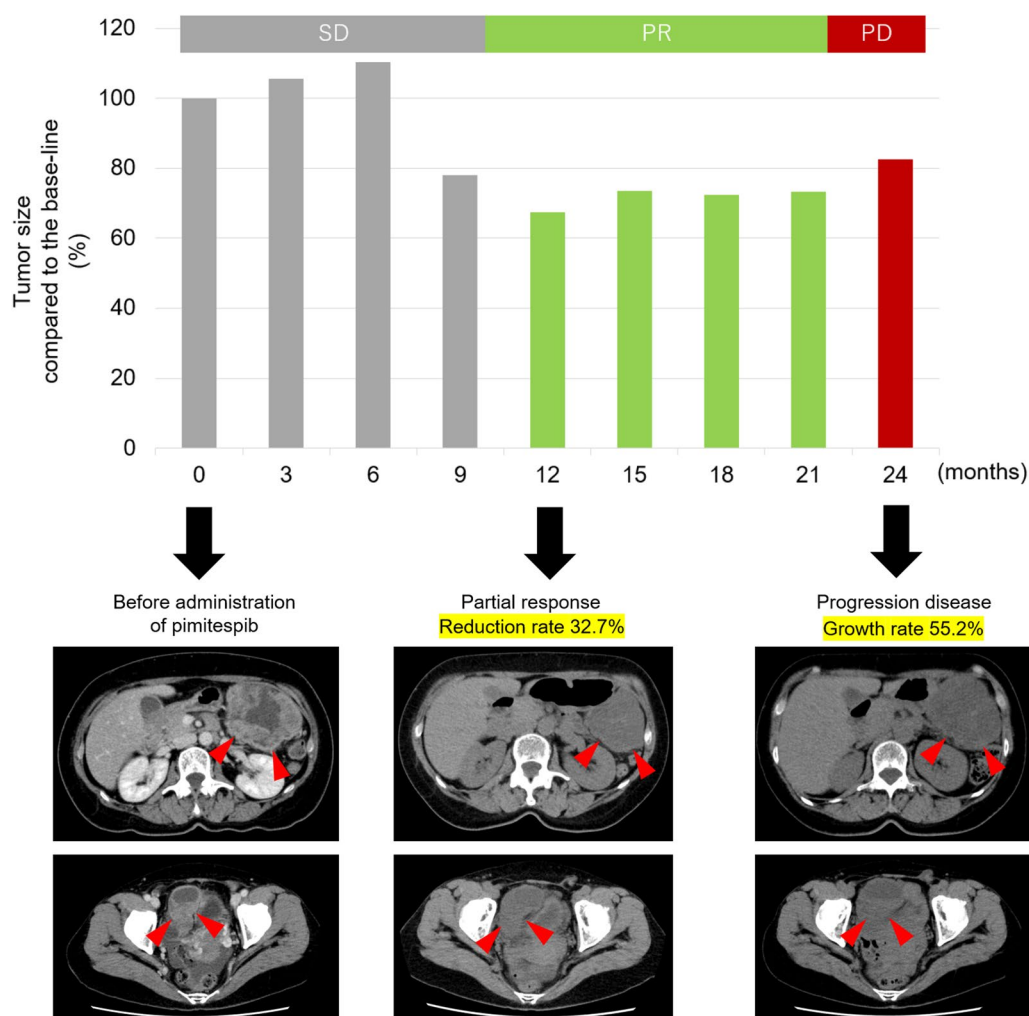 120
SD PR PD
100
80
60
40
20
0
Tumor size
compared to the base-line
(%)
0 3 6 9 12 15 18 21 24 (months)
Before administration
of pimitespib
Partial response
Reduction rate 32.7%
Progression disease
Growth rate 55.2%